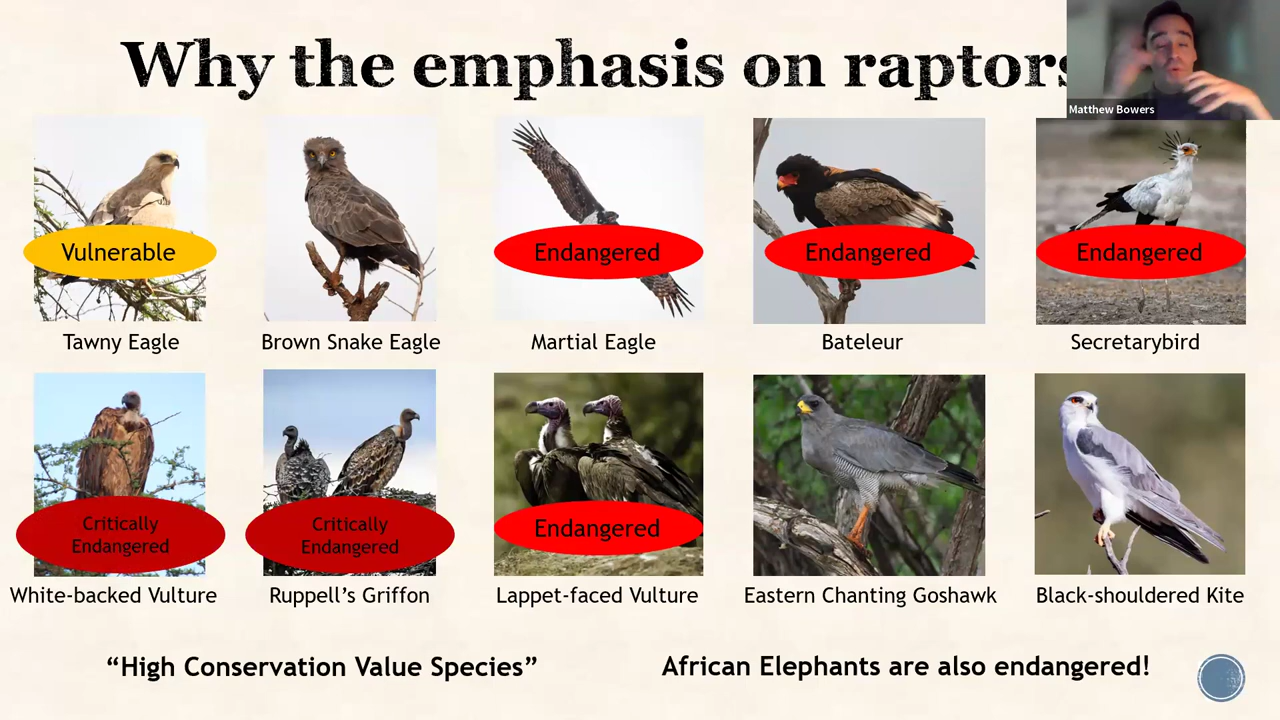 Why the emphasis on raptors
Matthew Bowers
Vulnerable
Endangered
Endangered
Endangered
Tawny Eagle
Brown Snake Eagle
Martial Eagle
Bateleur
Secretarybird
Critically
Endangered
Critically
Endangered
Endangered
White-backed Vulture
Ruppell’s Griffon
Lappet-faced Vulture
Eastern Chanting Goshawk
Black-shouldered Kite
“High Conservation Value Species”
African Elephants are also endangered!